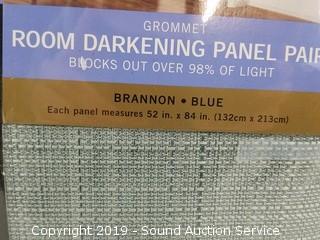 GROMMET
ROOM DARKENING PANEL PAIR
BLOCKS OUT OVER 98% OF LIGHT
BRANNON • BLUE
Each panel measures 52 in. x 84 in. (132cm x 213cm)
Copyright 2019 - Sound Auction Service